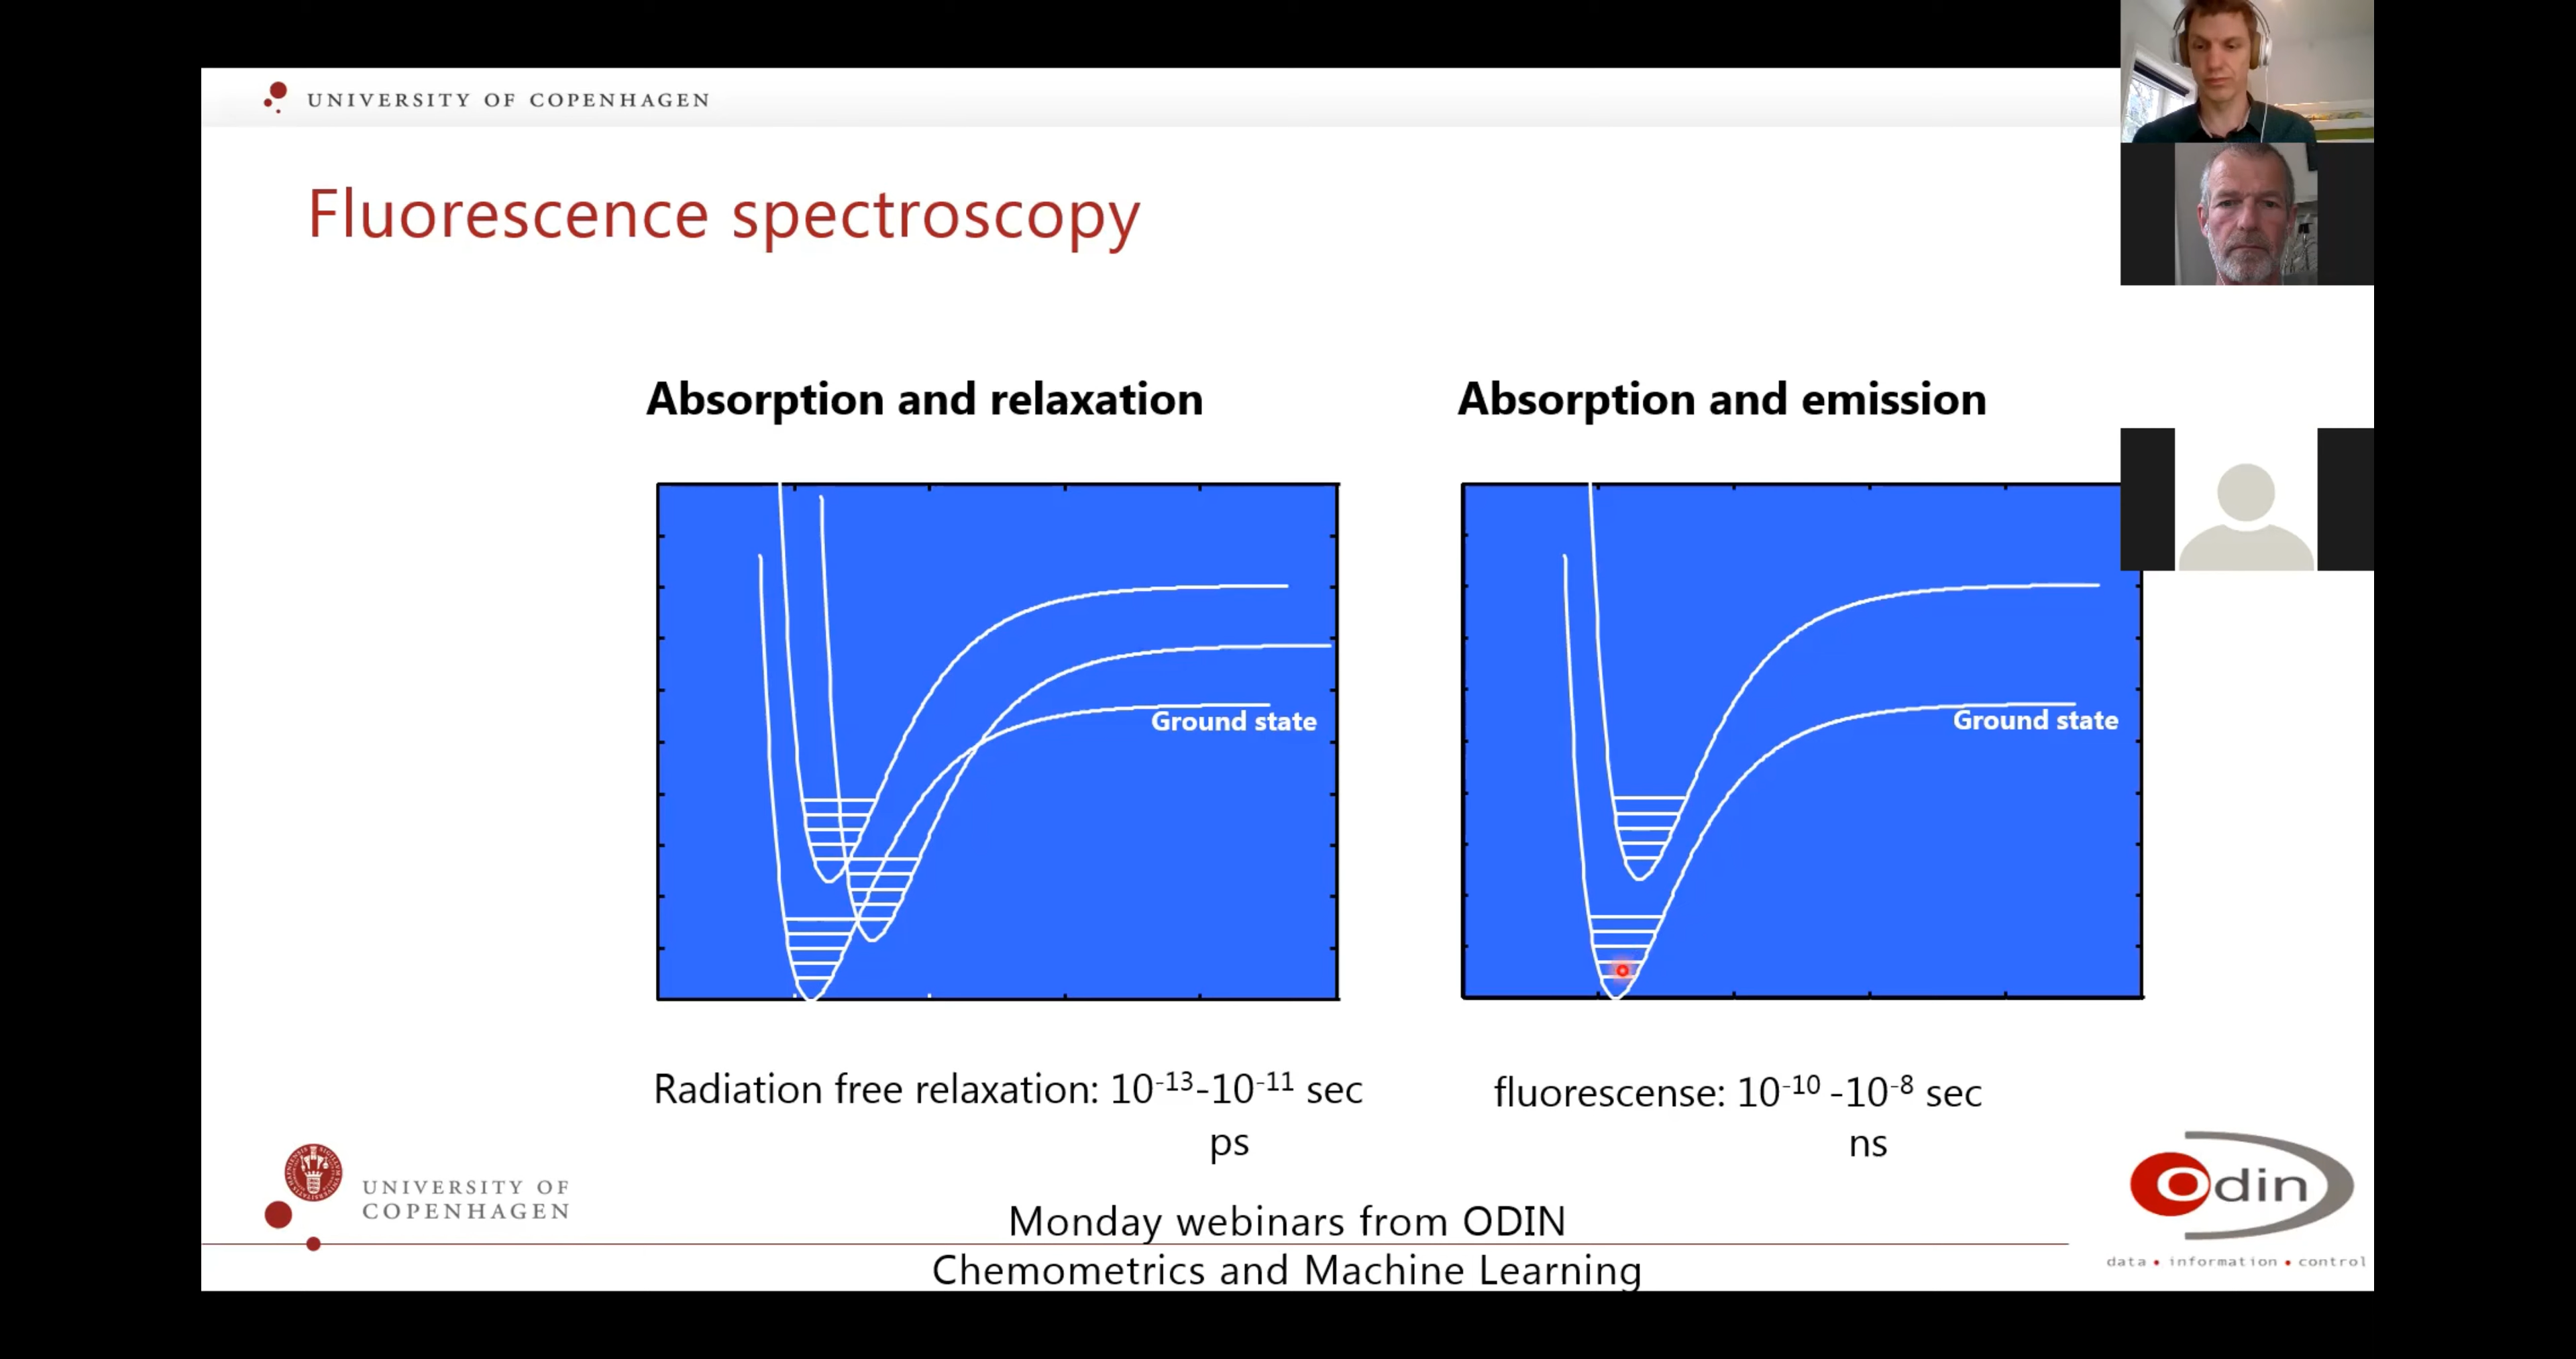 UNIVERSITY OF COPENHAGEN
Fluorescence spectroscopy
Absorption and relaxation
Absorption and emission
Ground state
Ground state
Radiation free relaxation: 10⁻¹³-10⁻¹¹ sec
ps
fluorescense: 10⁻¹⁰ -10⁻⁸ sec
ns
UNIVERSITY OF
COPENHAGEN
Monday webinars from ODIN
Chemometrics and Machine Learning
Odin
data • information • control